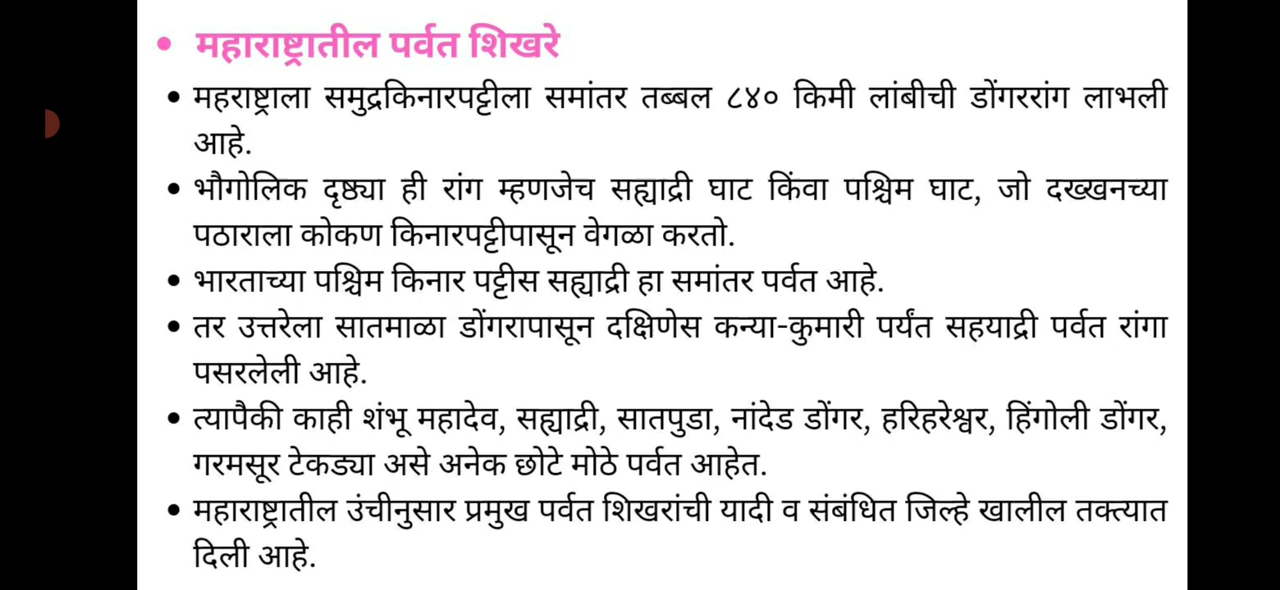 • महाराष्ट्रातील पर्वत शिखरे
• महराष्ट्राला समुद्रकिनारपट्टीला समांतर तब्बल ८४० किमी लांबीची डोंगररांग लाभली
आहे.
• भौगोलिक दृष्ठ्या ही रांग म्हणजेच सह्याद्री घाट किंवा पश्चिम घाट, जो दख्खनच्या
पठाराला कोकण किनारपट्टीपासून वेगळा करतो.
• भारताच्या पश्चिम किनार पट्टीस सह्याद्री हा समांतर पर्वत आहे.
• तर उत्तरेला सातमाळा डोंगरापासून दक्षिणेस कन्या-कुमारी पर्यंत सहयाद्री पर्वत रांगा
पसरलेली आहे.
• त्यापैकी काही शंभू महादेव, सह्याद्री, सातपुडा, नांदेड डोंगर, हरिहरेश्वर, हिंगोली डोंगर,
गरमसूर टेकड्या असे अनेक छोटे मोठे पर्वत आहेत.
• महाराष्ट्रातील उंचीनुसार प्रमुख पर्वत शिखरांची यादी व संबंधित जिल्हे खालील तक्त्यात
दिली आहे.